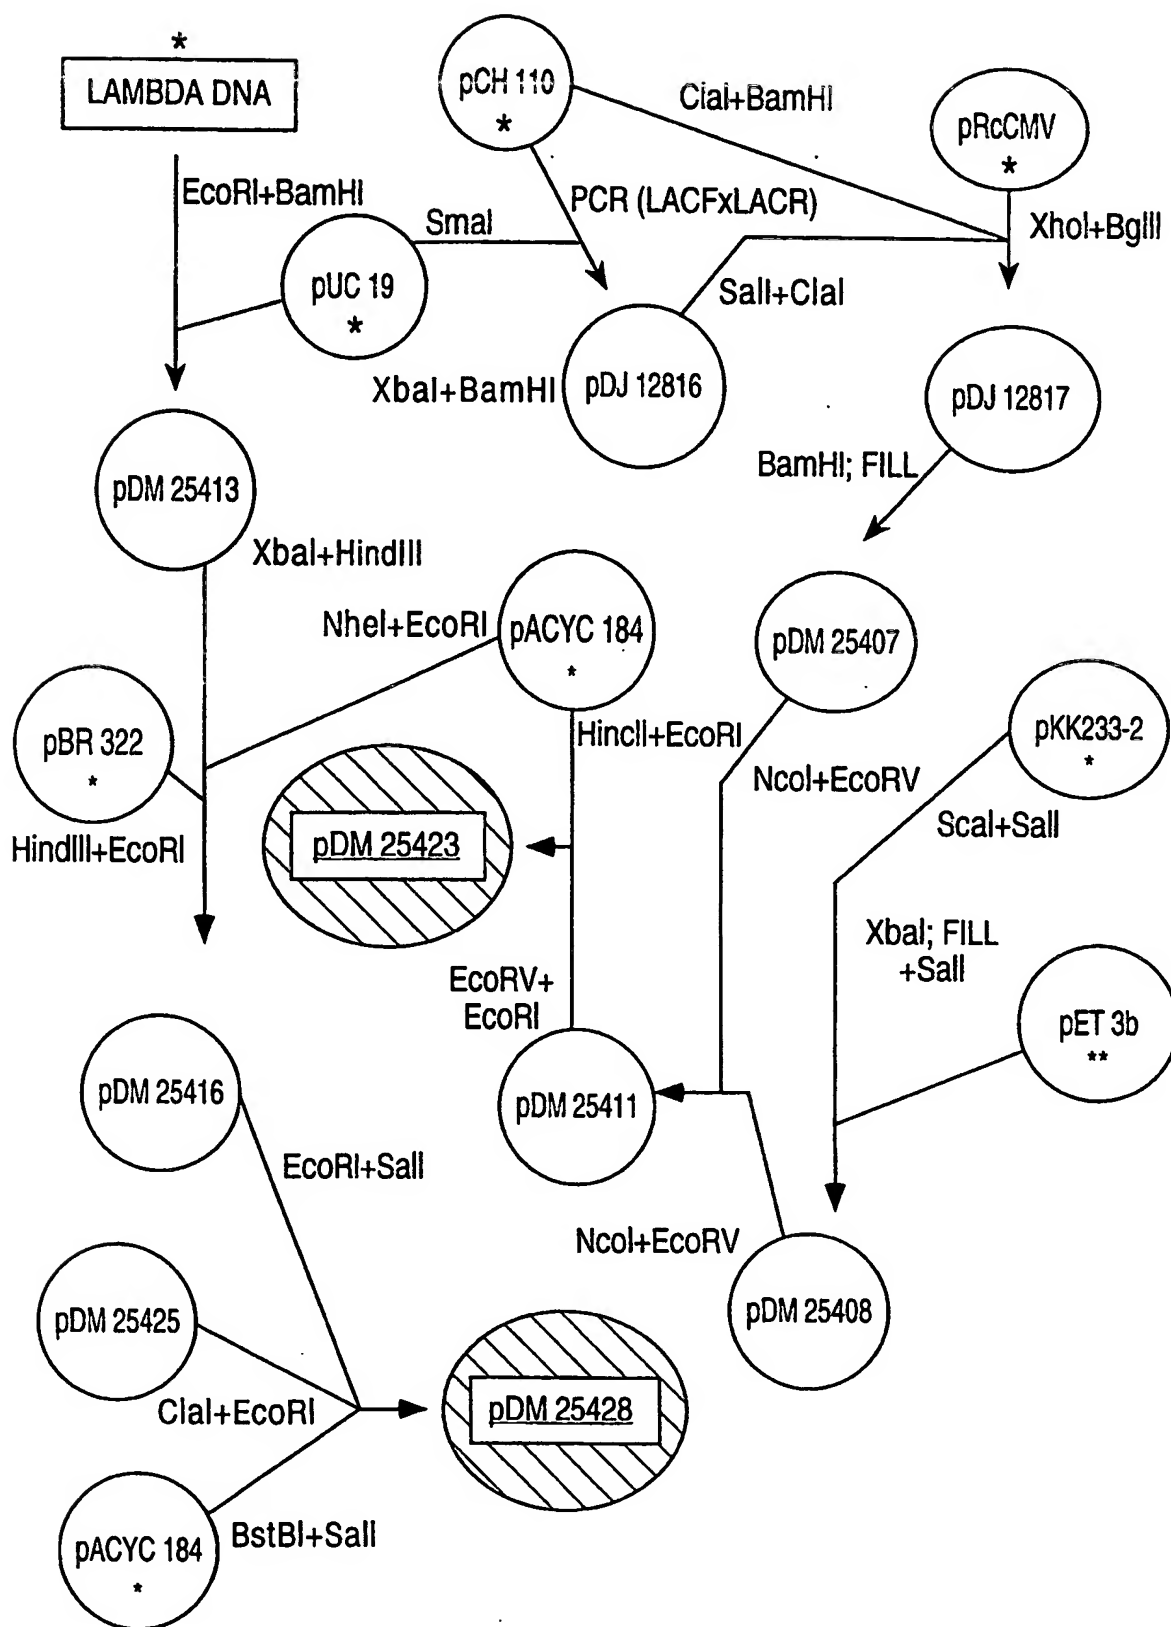 *
LAMBDA DNA
pCH 110
*
ClaI+BamHI
pRcCMV
*
EcoRI+BamHI
SmaI
PCR (LACFxLACR)
XhoI+BglII
pUC 19
*
SalI+ClaI
XbaI+BamHI
pDJ 12816
pDJ 12817
BamHI; FILL
pDM 25413
XbaI+HindIII
NheI+EcoRI
pACYC 184
*
pDM 25407
pBR 322
*
HincII+EcoRI
pKK233-2
*
NcoI+EcoRV
ScaI+SalI
HindIII+EcoRI
pDM 25423
XbaI; FILL
+SalI
EcoRV+
EcoRI
pET 3b
**
pDM 25416
pDM 25411
EcoRI+SalI
NcoI+EcoRV
pDM 25408
pDM 25425
ClaI+EcoRI
pDM 25428
pACYC 184
*
BstBI+SalI